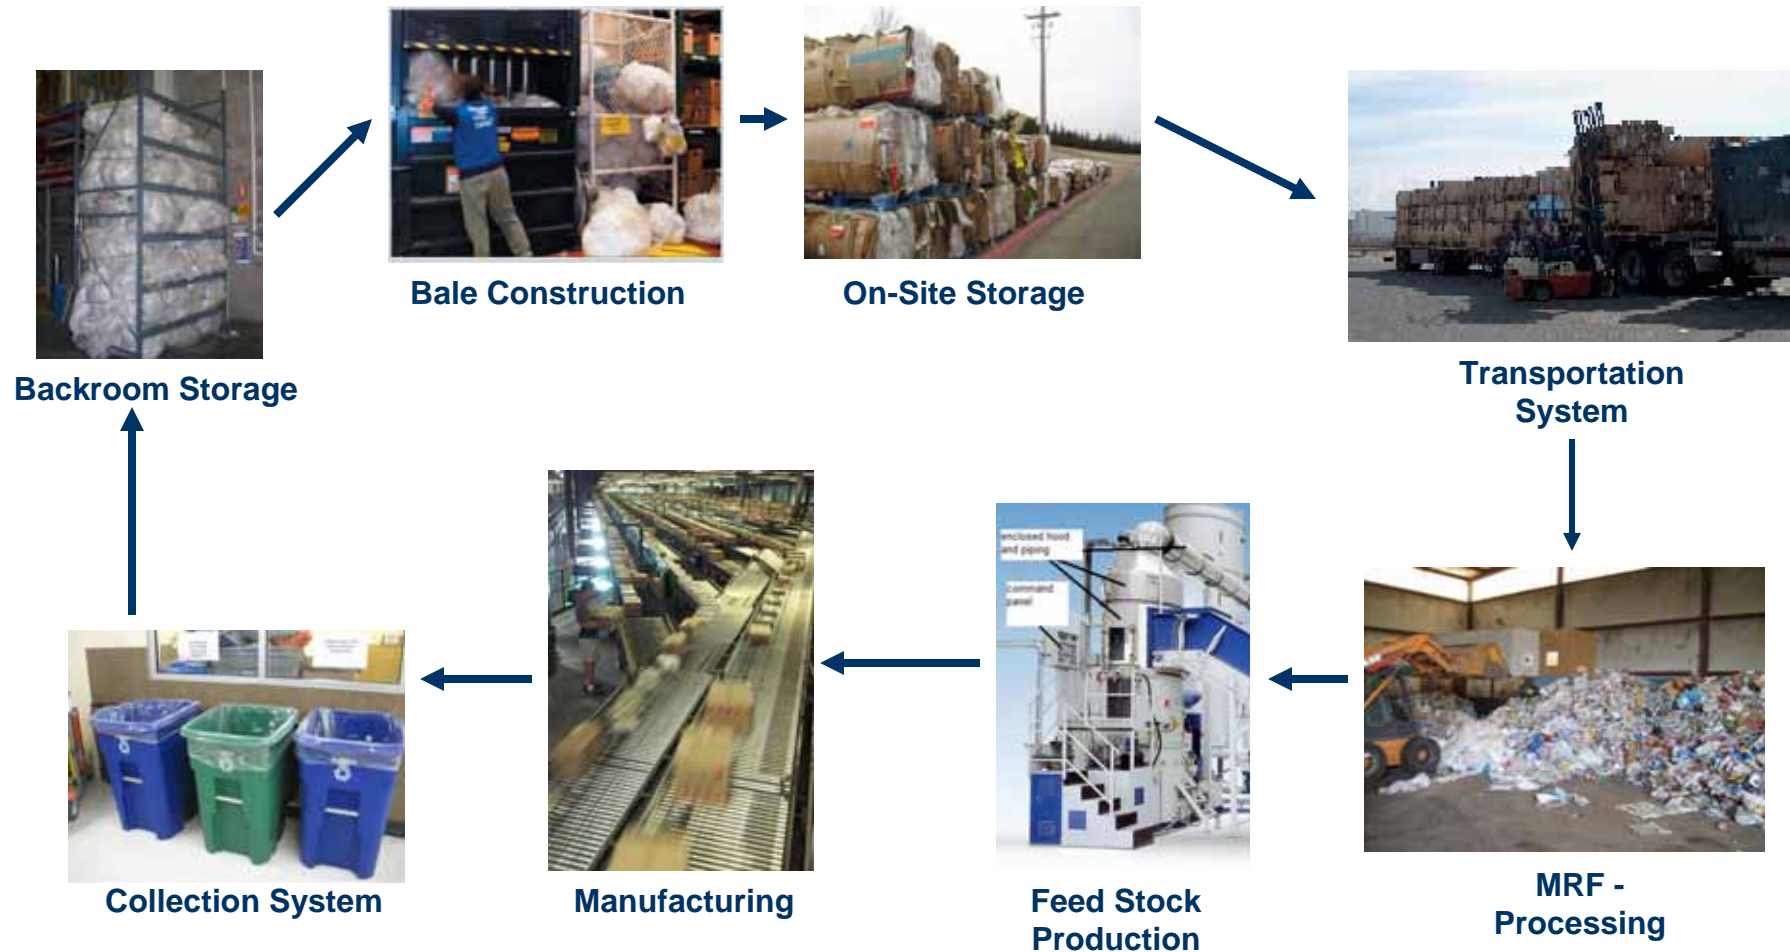 Backroom Storage
Bale Construction
On-Site Storage
Transportation
System
MRF -
Processing
enclosed hood
and piping
command
panel
Feed Stock
Production
Manufacturing
Collection System